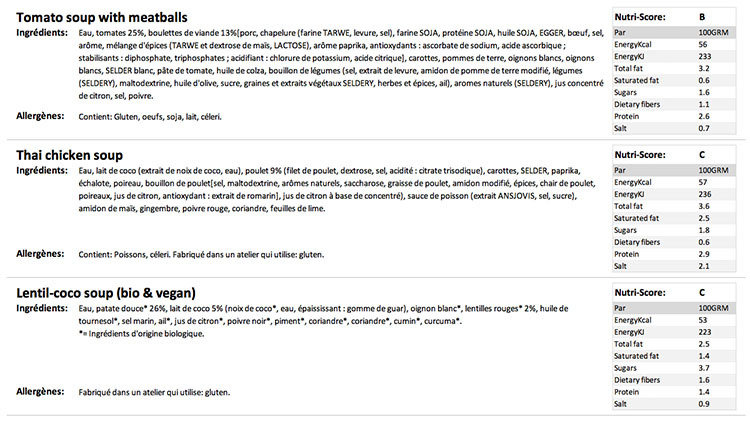 Tomato soup with meatballs
Ingrédients: Eau, tomates 25%, boulettes de viande 13%[porc, chapelure (farine TARWE, levure, sel), farine SOJA, protéine SOJA, huile SOJA, EGGER, bœuf, sel,
arôme, mélange d'épices (TARWE et dextrose de maïs, LACTOSE), arôme paprika, antioxydants : ascorbate de sodium, acide ascorbique ;
stabilisants : diphosphate, triphosphates ; acidifiant : chlorure de potassium, acide citrique], carottes, pommes de terre, oignons blancs, oignons
blancs, SELDER blanc, pâte de tomate, huile de colza, bouillon de légumes (sel, extrait de levure, amidon de pomme de terre modifié, légumes
(SELDERY), maltodextrine, huile d'olive, sucre, graines et extraits végétaux SELDERY, herbes et épices, ail), aromes naturels (SELDERY), jus concentré
de citron, sel, poivre.
Allergènes: Contient: Gluten, oeufs, soja, lait, céleri.
Nutri-Score: B
Par 100GRM
EnergyKcal 56
EnergyKJ 233
Total fat 3.2
Saturated fat 0.6
Sugars 1.6
Dietary fibers 1.1
Protein 2.6
Salt 0.7
Thai chicken soup
Ingrédients: Eau, lait de coco (extrait de noix de coco, eau), poulet 9% (filet de poulet, dextrose, sel, acidité : citrate trisodique), carottes, SELDER, paprika,
échalote, poireau, bouillon de poulet[sel, maltodextrine, arômes naturels, saccharose, graisse de poulet, amidon modifié, épices, chair de poulet,
poireaux, jus de citron, antioxydant : extrait de romarin], jus de citron à base de concentré), sauce de poisson (extrait ANSJOVIS, sel, sucre),
amidon de maïs, gingembre, poivre rouge, coriandre, feuilles de lime.
Allergènes: Contient: Poissons, céleri. Fabriqué dans un atelier qui utilise: gluten.
Nutri-Score: C
Par 100GRM
EnergyKcal 57
EnergyKJ 236
Total fat 3.6
Saturated fat 2.5
Sugars 1.8
Dietary fibers 0.6
Protein 2.9
Salt 2.1
Lentil-coco soup (bio & vegan)
Ingrédients: Eau, patate douce* 26%, lait de coco 5% (noix de coco*, eau, épaississant : gomme de guar), oignon blanc*, lentilles rouges* 2%, huile de
tournesol*, sel marin, ail*, jus de citron*, poivre noir*, piment*, coriandre*, coriandre*, cumin*, curcuma*.
*= Ingrédients d'origine biologique.
Allergènes: Fabriqué dans un atelier qui utilise: gluten.
Nutri-Score: C
Par 100GRM
EnergyKcal 53
EnergyKJ 223
Total fat 2.5
Saturated fat 1.4
Sugars 3.7
Dietary fibers 1.6
Protein 1.4
Salt 0.9